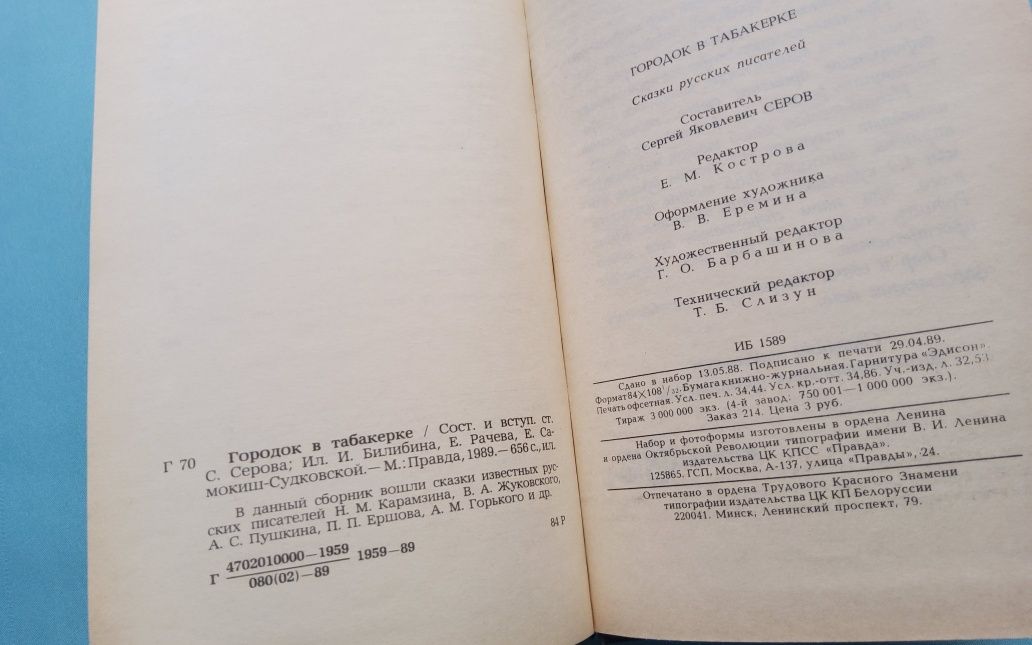 Г 70
Городок в табакерке / Сост. и вступ. ст.
С. Серова; Ил. И. Билибина, Е. Рачева, Е. Са-
мокиш-Судковской.— М.: Правда, 1989.— 656 с., ил.
В данный сборник вошли сказки известных рус-
ских писателей Н. М. Карамзина, В. А. Жуковского,
А. С. Пушкина, П. П. Ершова, А. М. Горького и др.
Г 4702010000—1959 1959—89
080(02)—89
84Р
ГОРОДОК В ТАБАКЕРКЕ
Сказки русских писателей
Составитель
Сергей Яковлевич СЕРОВ
Редактор
Е. М. Кострова
Оформление художника
В. В. Еремина
Художественный редактор
Г. О. Барбашинова
Технический редактор
Т. Б. Слизун
ИБ 1589
Сдано в набор 13.05.88. Подписано к печати 29.04.89.
Формат 84×108¹/₃₂. Бумага книжно-журнальная. Гарнитура «Эдисон».
Печать офсетная. Усл. печ. л. 34,44. Усл. кр.-отт. 34,86. Уч.-изд. л. 32,53.
Тираж 3 000 000 экз. (4-й завод: 750 001—1 000 000 экз.).
Заказ 214. Цена 3 руб.
Набор и фотоформы изготовлены в ордена Ленина
и ордена Октябрьской Революции типографии имени В. И. Ленина
издательства ЦК КПСС «Правда».
125865. ГСП, Москва, А-137, улица «Правды», 24.
Отпечатано в ордена Трудового Красного Знамени
типографии издательства ЦК КП Белоруссии
220041. Минск, Ленинский проспект, 79.